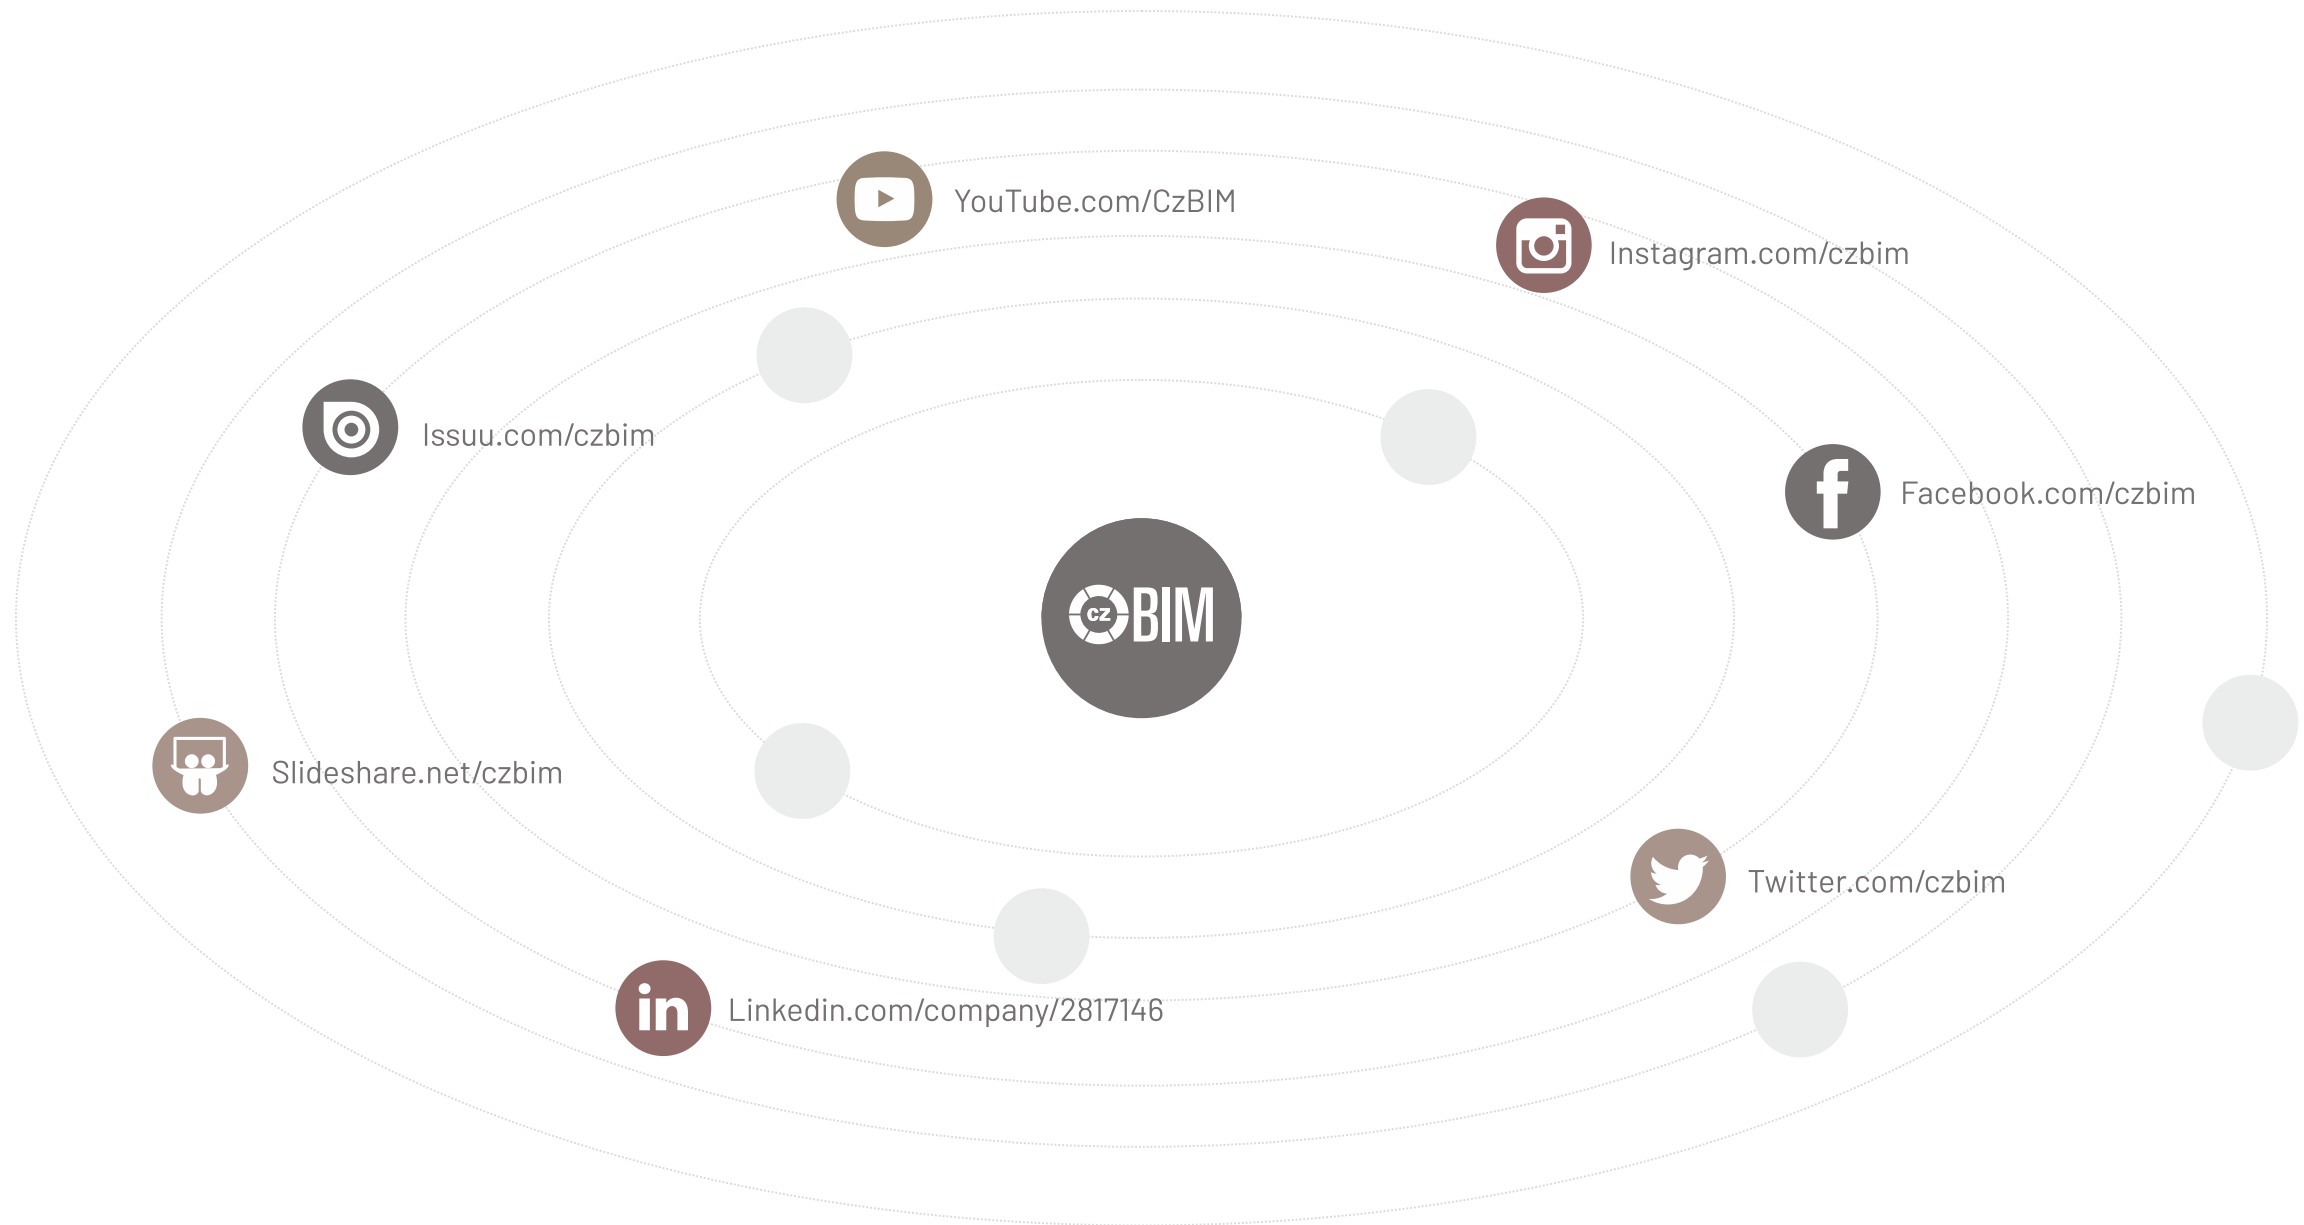 YouTube.com/CzBIM
Instagram.com/czbim
Issuu.com/czbim
Facebook.com/czbim
cz BIM
Slideshare.net/czbim
Twitter.com/czbim
in
Linkedin.com/company/2817146